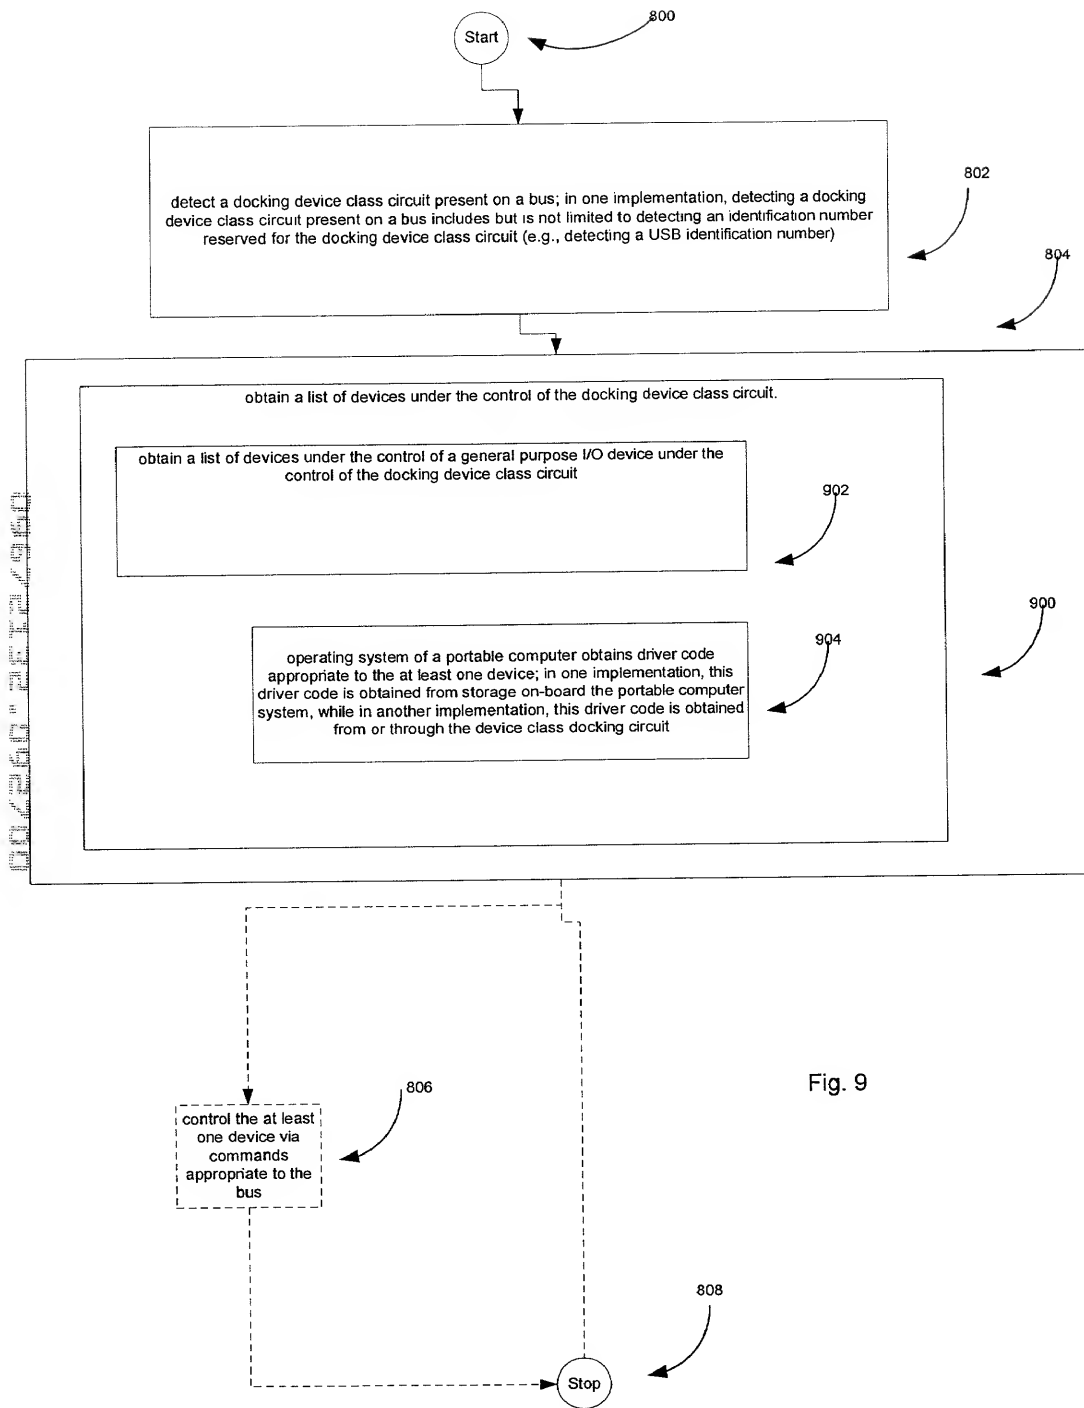 Start
800
detect a docking device class circuit present on a bus; in one implementation, detecting a docking
device class circuit present on a bus includes but is not limited to detecting an identification number
reserved for the docking device class circuit (e.g., detecting a USB identification number)
802
804
obtain a list of devices under the control of the docking device class circuit.
obtain a list of devices under the control of a general purpose I/O device under the
control of the docking device class circuit
902
900
904
operating system of a portable computer obtains driver code
appropriate to the at least one device; in one implementation, this
driver code is obtained from storage on-board the portable computer
system, while in another implementation, this driver code is obtained
from or through the device class docking circuit
806
control the at least
one device via
commands
appropriate to the
bus
Fig. 9
808
Stop